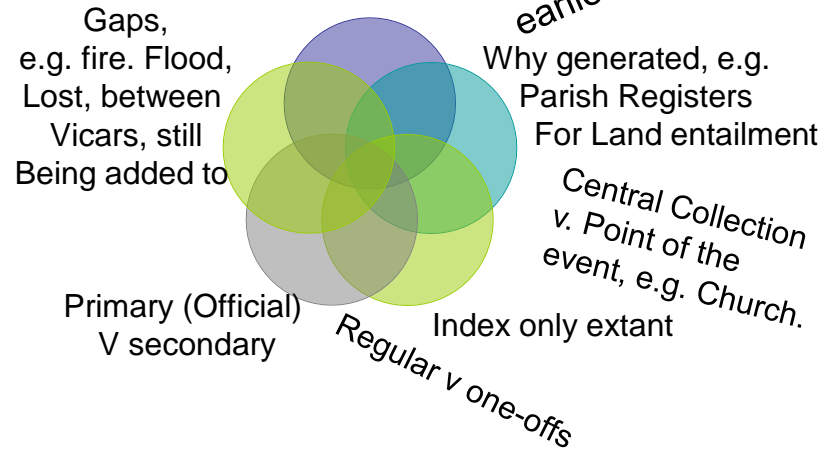 earlie
Gaps,
e.g. fire. Flood,
Lost, between
Vicars, still
Being added to
Why generated, e.g.
Parish Registers
For Land entailment
Central Collection
v. Point of the
event, e.g. Church.
Primary (Official)
V secondary
Regular v one-offs
Index only extant